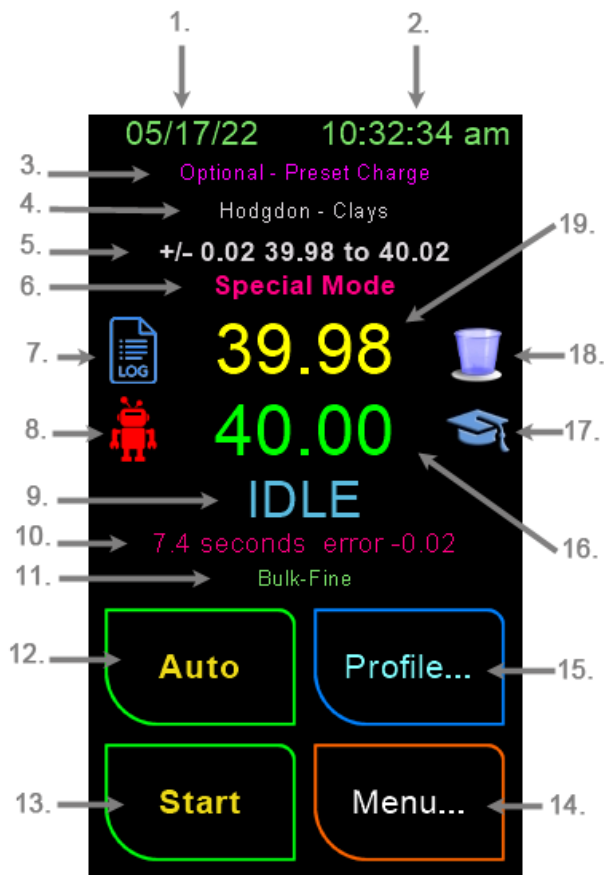 1. 2.
05/17/22 10:32:34 am
3. Optional - Preset Charge
4. Hodgdon - Clays
19.
5. +/- 0.02 39.98 to 40.02
6. Special Mode
7. LOG 39.98 18.
8. 40.00 17.
9. IDLE
10. 7.4 seconds error -0.02 16.
11. Bulk-Fine
12. Auto Profile... 15.
13. Start Menu... 14.